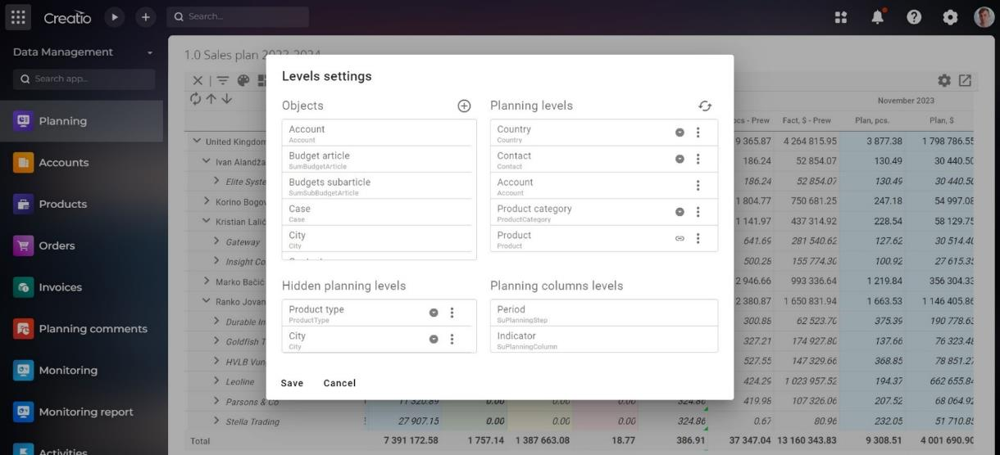 Creatio
Search...
Data Management
Search app...
Planning
Accounts
Products
Orders
Invoices
Planning comments
Monitoring
Monitoring report
Activities
1.0 Sales plan 2023-2024
Levels settings
Objects
Account
Account
Budget article
SumBudgetArticle
Budgets subarticle
SumSubBudgetArticle
Case
Case
City
City
Planning levels
Country
Country
Contact
Contact
Account
Account
Product category
ProductCategory
Product
Product
Hidden planning levels
Product type
ProductType
City
City
Planning columns levels
Period
SuPlanningStep
Indicator
SuPlanningColumn
Save Cancel
November 2023
pcs - Prew Fact, $ - Prew Plan, pcs. Plan, $
United Kingdom 9 365.87 4 264 815.95 3 877.38 1 798 786.55
Ivan 186.24 52 854.07 130.49 30 440.50
Elite 186.24 52 854.07 130.49 30 440.50
Korino 1 804.77 750 681.25 247.18 54 997.08
Kristian Lalić 1 141.97 437 314.92 228.54 58 129.75
Gateway 641.69 281 540.62 127.62 30 514.40
Insight 500.28 155 774.30 100.92 27 615.35
Marko Bačić 2 946.66 993 336.64 1 219.84 356 304.33
Ranko 2 380.87 1 650 831.94 1 663.53 1 146 405.86
Durable 300.88 62 523.70 375.39 190 778.63
Goldfish 327.21 174 927.80 137.66 76 323.48
HVLB 527.55 147 329.66 368.85 78 851.27
Leoline 424.29 1 023 957.52 194.37 662 655.84
Parsons & Co 11 320.89 0.00 0.00 0.00 324.86 419.98 107 326.06 207.52 68 064.92
Stella Trading 27 907.15 0.00 0.00 0.00 324.86 0.67 80.96 232.05 51 710.85
Total 7 391 172.58 1 757.14 1 387 663.08 18.77 386.91 37 347.04 13 160 343.83 9 308.51 4 001 690.90